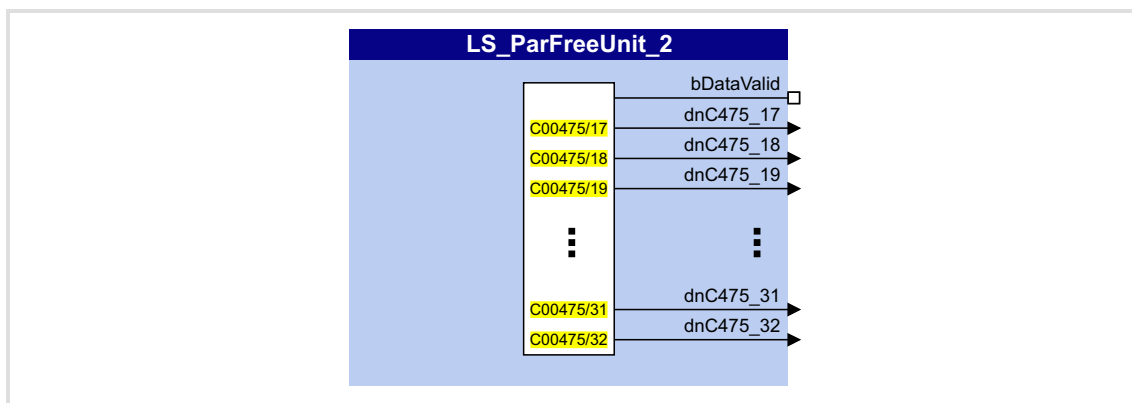 LS_ParFreeUnit_2
bDataValid
C00475/17 dnC475_17
C00475/18 dnC475_18
C00475/19 dnC475_19
C00475/31 dnC475_31
C00475/32 dnC475_32